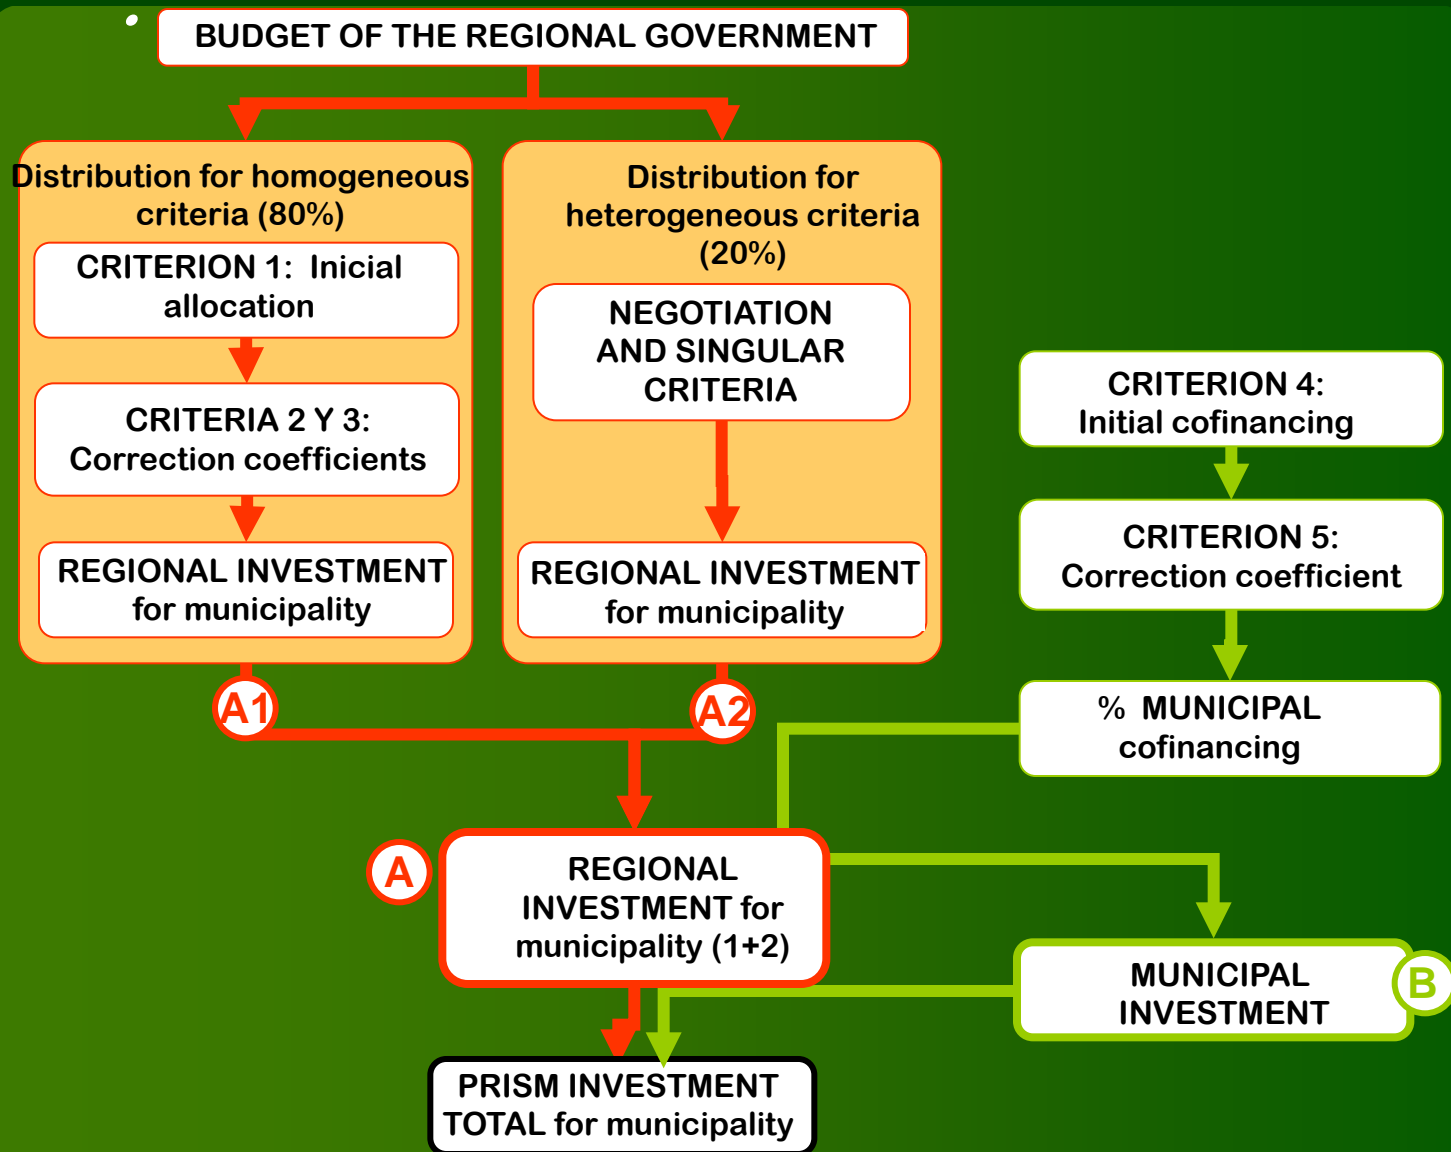 BUDGET OF THE REGIONAL GOVERNMENT
Distribution for homogeneous
criteria (80%)
CRITERION 1: Inicial
allocation
CRITERIA 2 Y 3:
Correction coefficients
REGIONAL INVESTMENT
for municipality
A1
Distribution for
heterogeneous criteria
(20%)
NEGOTIATION
AND SINGULAR
CRITERIA
REGIONAL INVESTMENT
for municipality
A2
CRITERION 4:
Initial cofinancing
CRITERION 5:
Correction coefficient
% MUNICIPAL
cofinancing
A
REGIONAL
INVESTMENT for
municipality (1+2)
MUNICIPAL
INVESTMENT
B
PRISM INVESTMENT
TOTAL for municipality